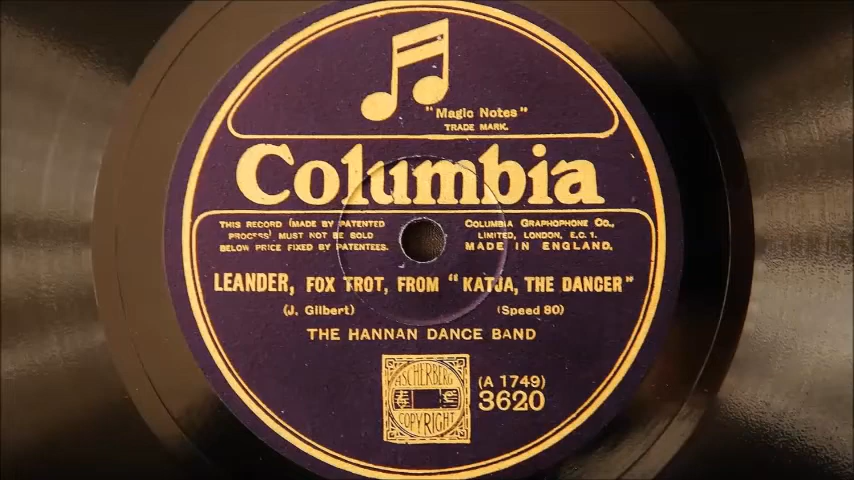 "Magic Notes"
TRADE MARK.
Columbia
THIS RECORD (MADE BY PATENTED
PROCESS) MUST NOT BE SOLD
BELOW PRICE FIXED BY PATENTEES.
COLUMBIA GRAPHOPHONE CO.,
LIMITED, LONDON, E.C. 1.
MADE IN ENGLAND.
LEANDER, FOX TROT, FROM "KATJA, THE DANCER"
(J. Gilbert)
(Speed 80)
THE HANNAN DANCE BAND
ASCHERBERG
COPYRIGHT
(A 1749)
3620